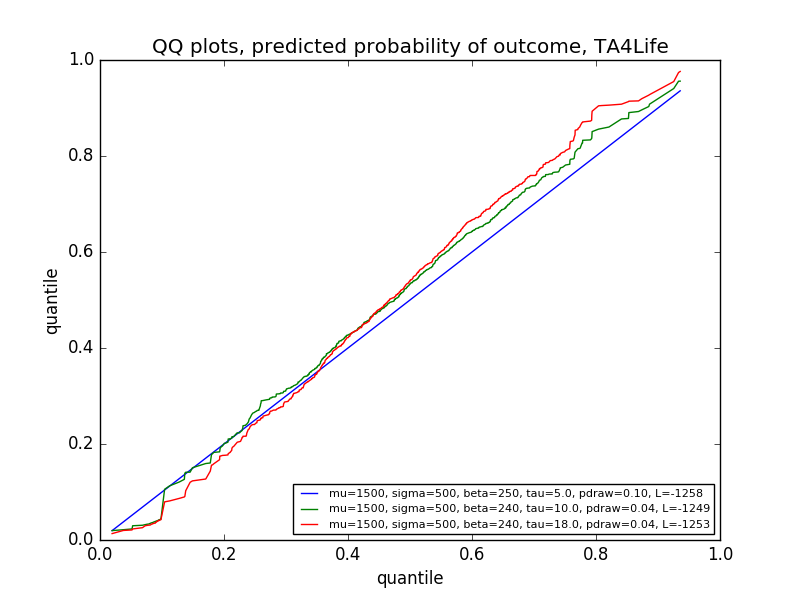 QQ plots, predicted probability of outcome, TA4Life
1.0
0.8
0.6
0.4
0.2
0.0
quantile
mu=1500, sigma=500, beta=250, tau=5.0, pdraw=0.10, L=-1258
mu=1500, sigma=500, beta=240, tau=10.0, pdraw=0.04, L=-1249
mu=1500, sigma=500, beta=240, tau=18.0, pdraw=0.04, L=-1253
0.0 0.2 0.4 0.6 0.8 1.0
quantile